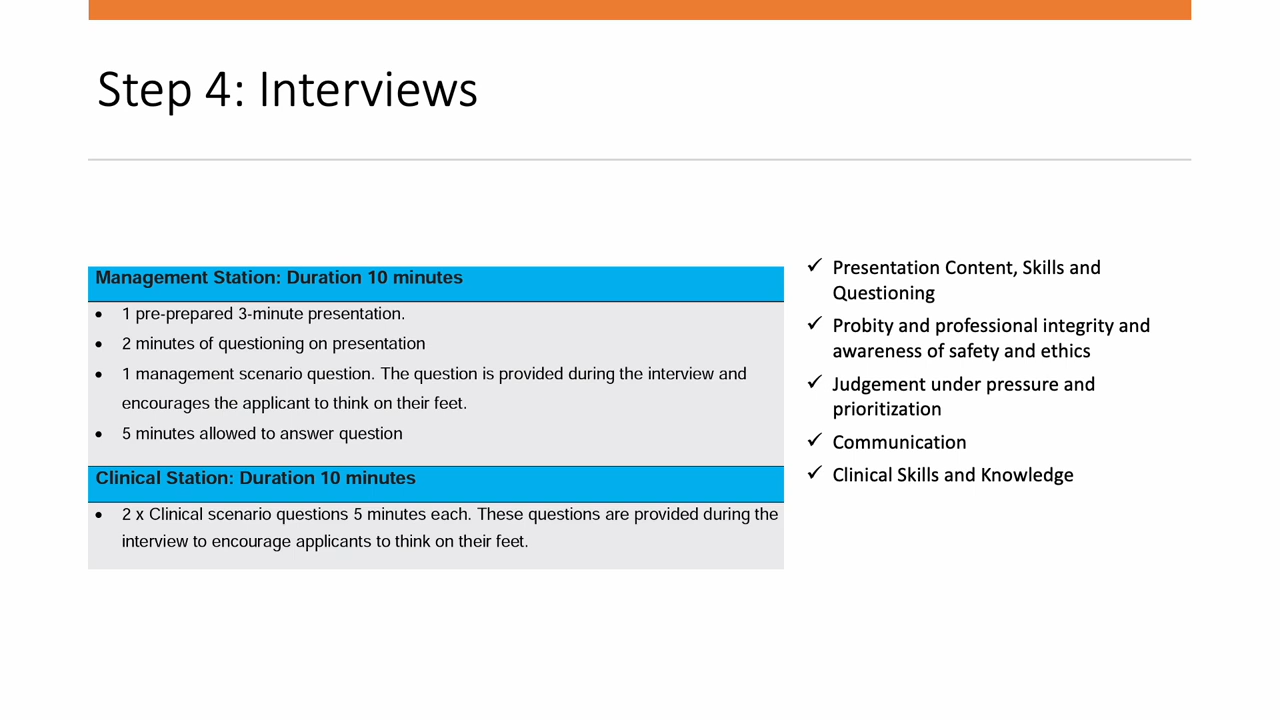 Step 4: Interviews
Management Station: Duration 10 minutes
• 1 pre-prepared 3-minute presentation.
• 2 minutes of questioning on presentation
• 1 management scenario question. The question is provided during the interview and
encourages the applicant to think on their feet.
• 5 minutes allowed to answer question
Clinical Station: Duration 10 minutes
• 2 x Clinical scenario questions 5 minutes each. These questions are provided during the
interview to encourage applicants to think on their feet.
✓ Presentation Content, Skills and
Questioning
✓ Probity and professional integrity and
awareness of safety and ethics
✓ Judgement under pressure and
prioritization
✓ Communication
✓ Clinical Skills and Knowledge